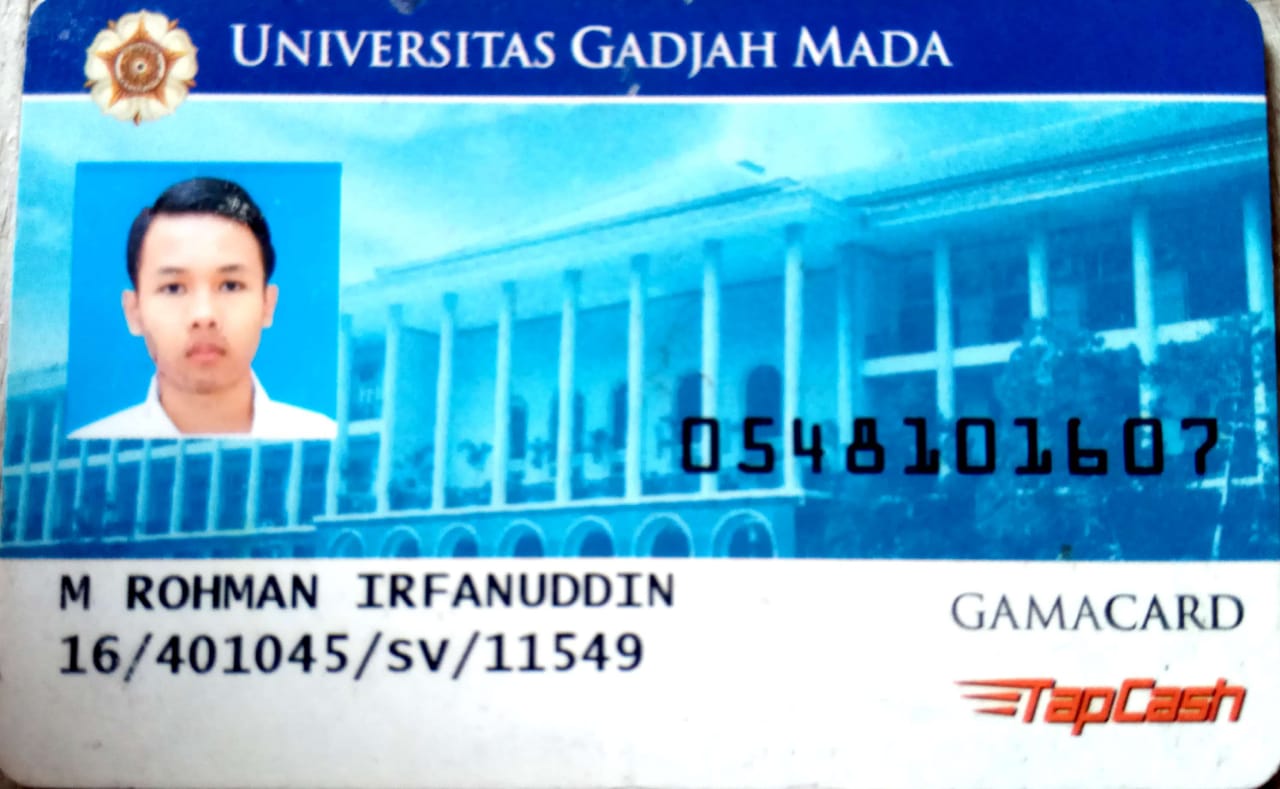 UNIVERSITAS GADJAH MADA
0548101607
M ROHMAN IRFANUDDIN
16/401045/SV/11549
GAMACARD
TapCash